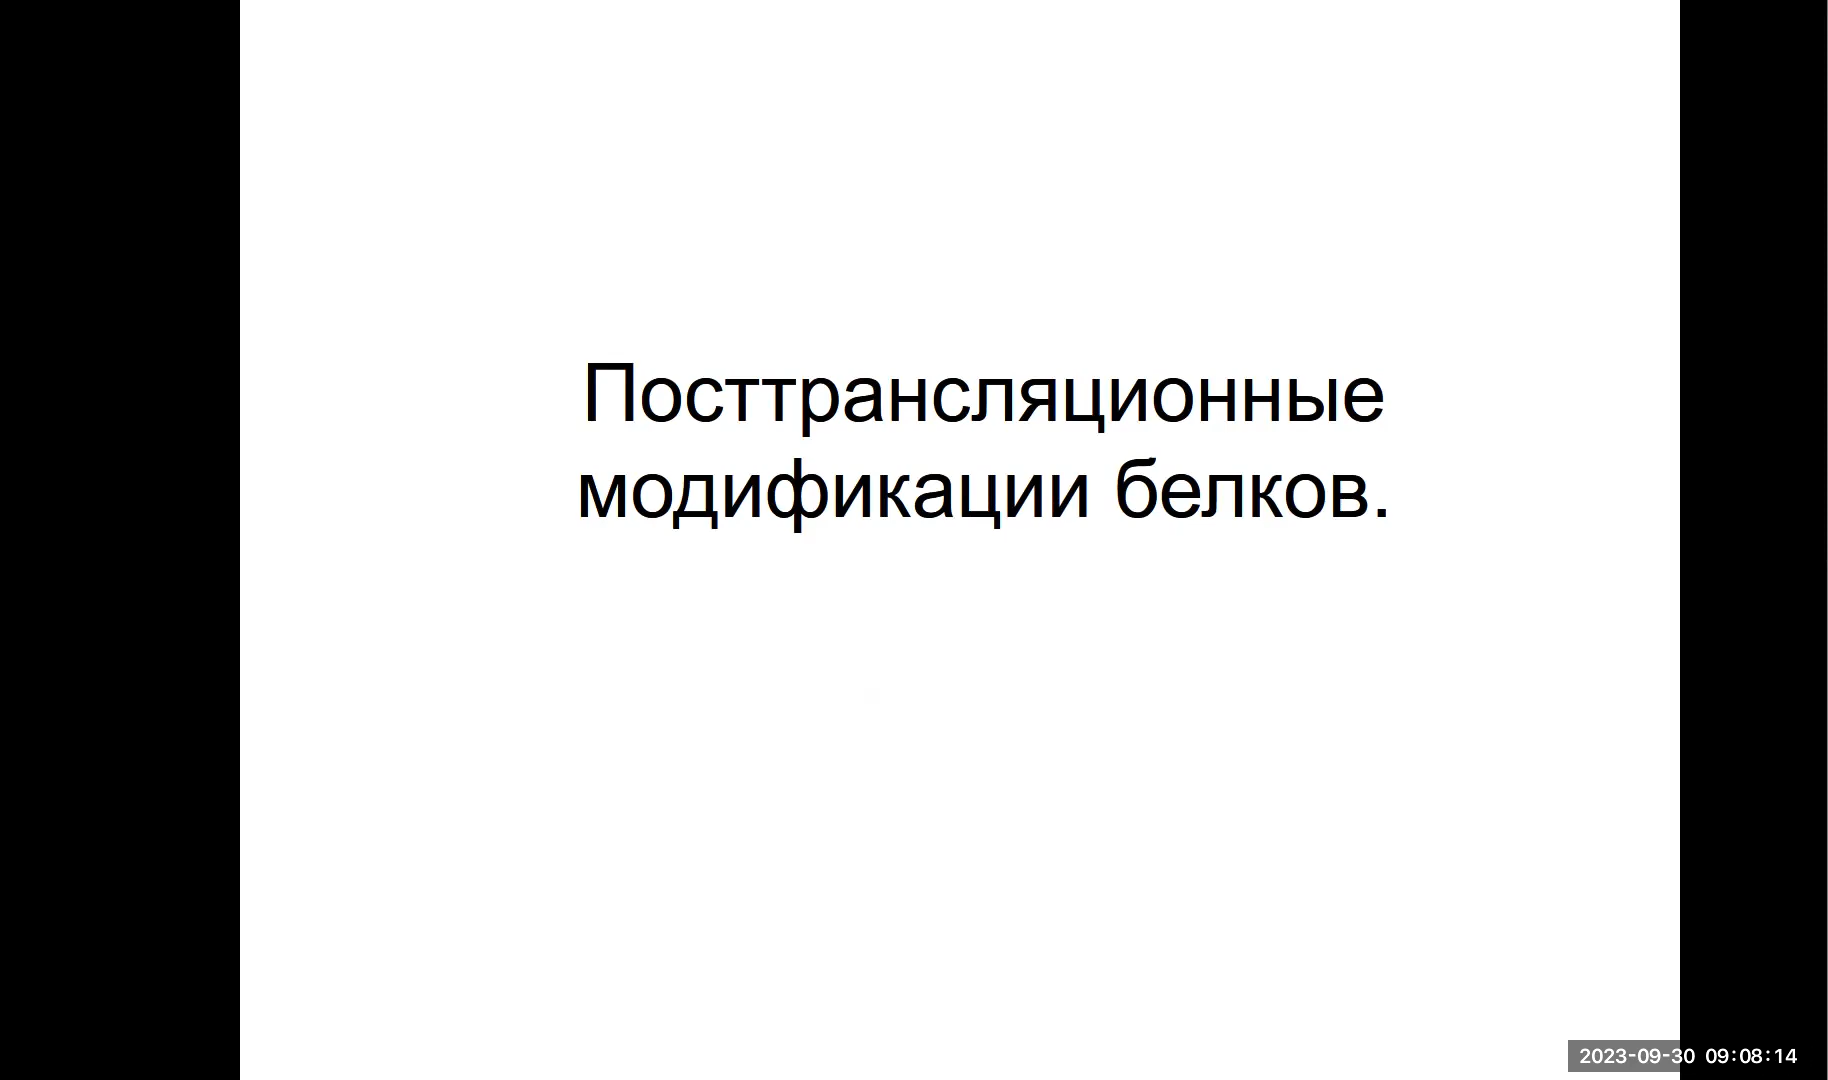 Посттрансляционные
модификации белков.
2023-09-30 09:08:14